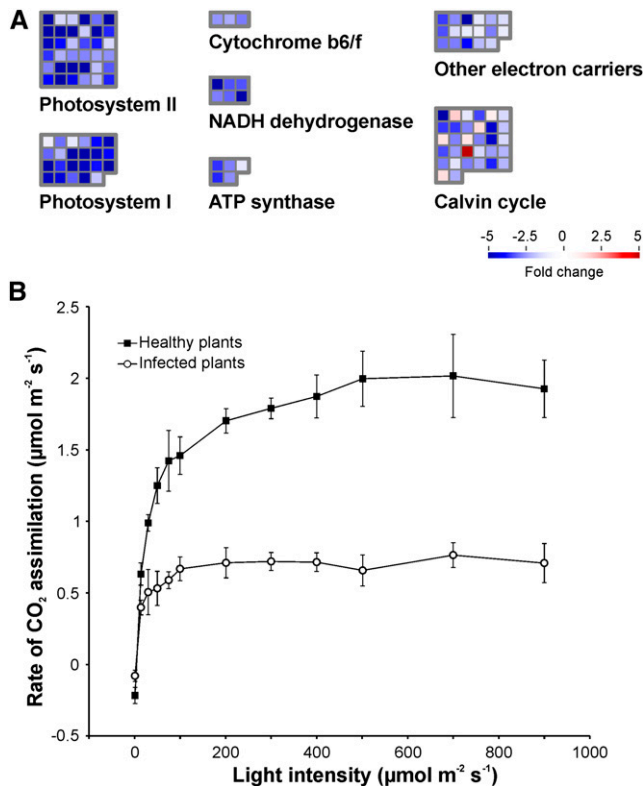 A
Photosystem II
Cytochrome b6/f
Other electron carriers
NADH dehydrogenase
Photosystem I
ATP synthase
Calvin cycle
-5 -2.5 0 2.5 5
Fold change
B
Healthy plants
Infected plants
2.5
2
1.5
1
0.5
0
-0.5
Rate of CO₂ assimilation (μmol m⁻² s⁻¹)
0 200 400 600 800 1000
Light intensity (μmol m⁻² s⁻¹)